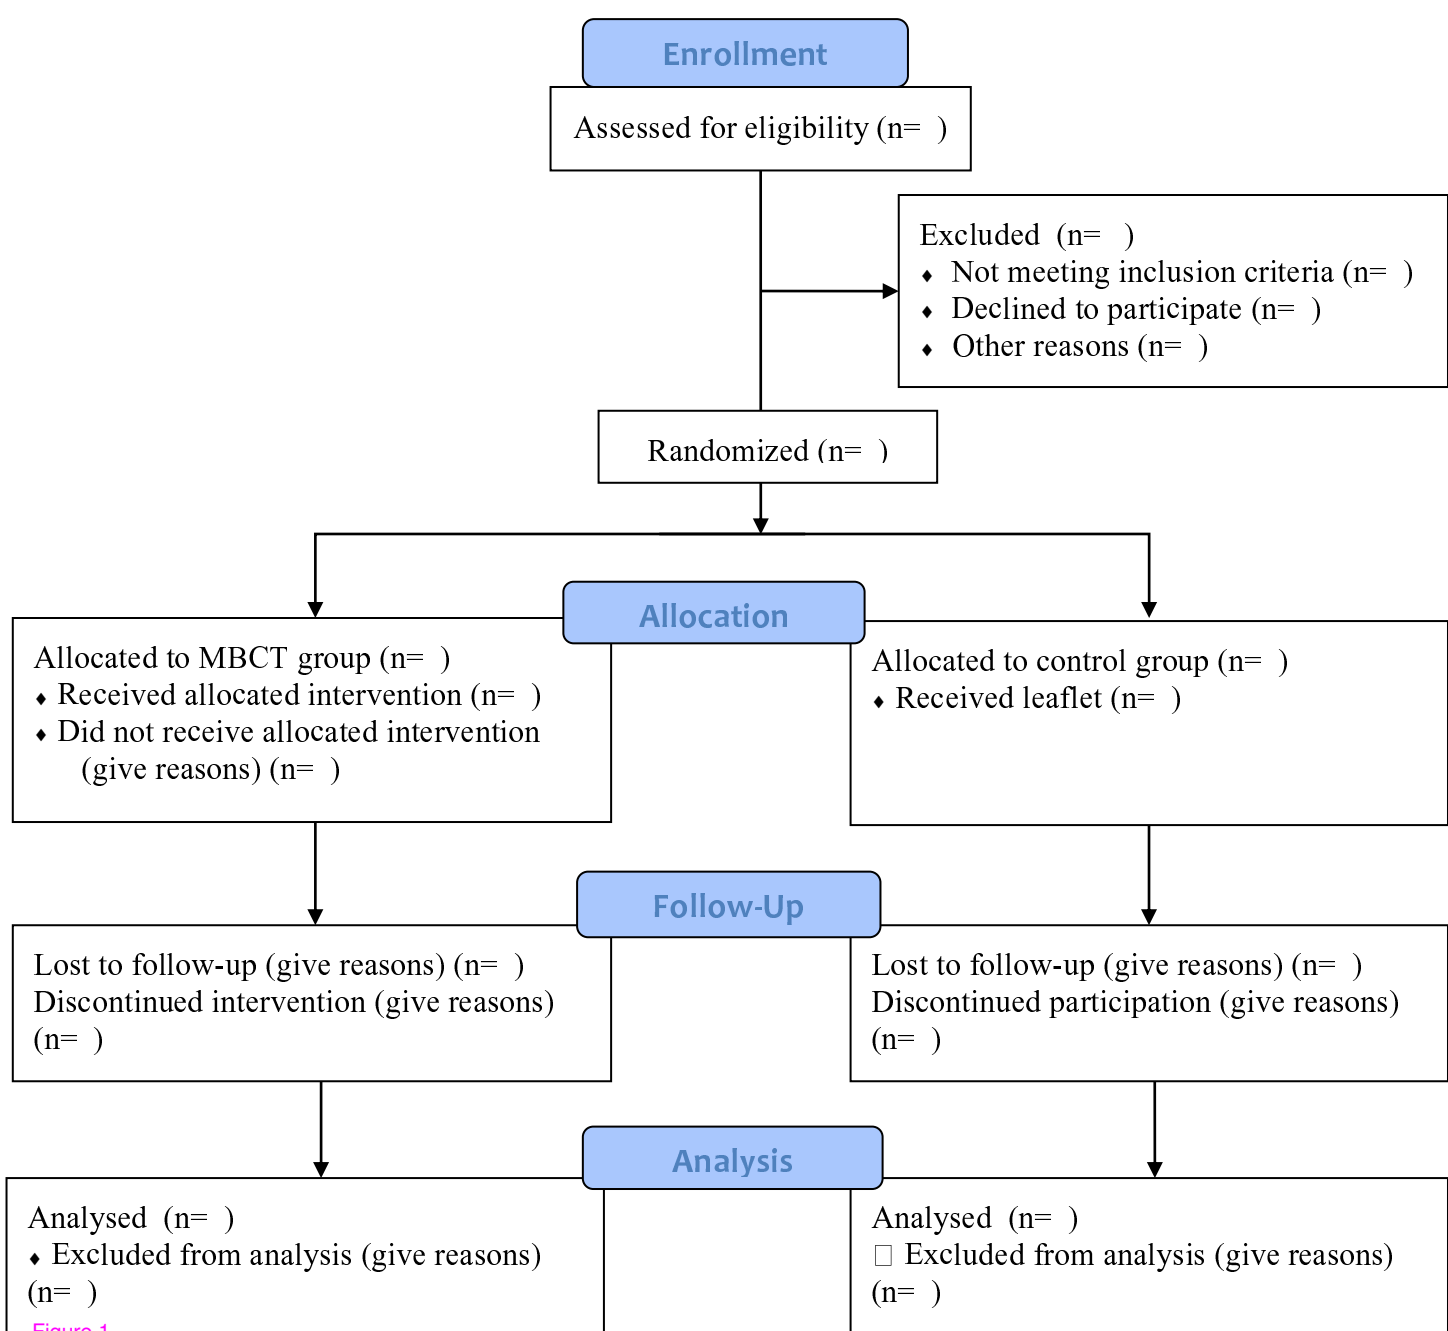 Enrollment
Assessed for eligibility (n=  )
Excluded  (n=   )
♦ Not meeting inclusion criteria (n=  )
♦ Declined to participate (n=  )
♦ Other reasons (n=  )
Randomized (n=  )
Allocation
Allocated to MBCT group (n=  )
♦ Received allocated intervention (n=  )
♦ Did not receive allocated intervention
(give reasons) (n=  )
Allocated to control group (n=  )
♦ Received leaflet (n=  )
Follow-Up
Lost to follow-up (give reasons) (n=  )
Discontinued intervention (give reasons)
(n=  )
Lost to follow-up (give reasons) (n=  )
Discontinued participation (give reasons)
(n=  )
Analysis
Analysed  (n=  )
♦ Excluded from analysis (give reasons)
(n=  )
Analysed  (n=  )
□ Excluded from analysis (give reasons)
(n=  )
Figure 1